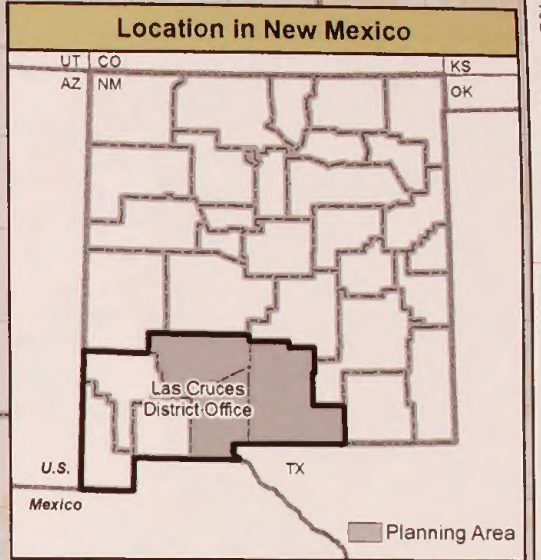 Location in New Mexico
UT CO KS
AZ NM OK
Las Cruces
District Office
U.S. TX
Mexico
Planning Area